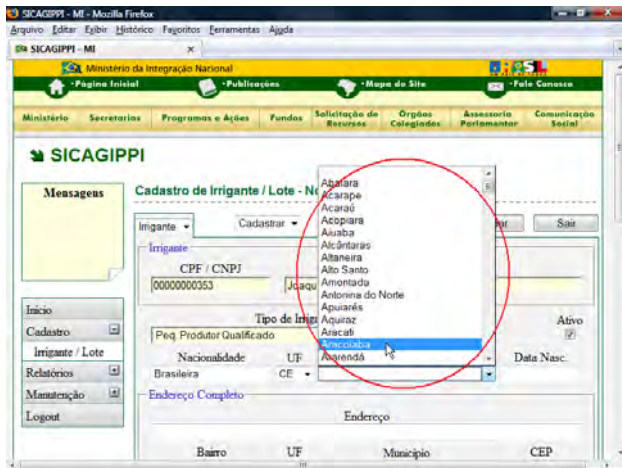 SICAGIPPI - MI - Mozilla Firefox
Arquivo Editar Exibir Histórico Favoritos Ferramentas Ajuda
SICAGIPPI - MI
Ministério da Integração Nacional
Página Inicial Publicações Mapa do Site Fale Conosco
Ministério Secretarias Programas e Ações Fundos Solicitação de Recursos Órgãos Colegiados Assessoria Parlamentar Comunicação Social
SICAGIPPI
Mensagens
Cadastro de Irrigante / Lote - No
Irrigante Cadastrar Sair
Irrigante
CPF / CNPJ
00000000353 Joaqu
Tipo de Irrig Ativo
Peq. Produtor Qualificado
Nacionalidade UF Data Nasc.
Brasileira CE
Abaiara
Acarape
Acaraú
Acopiara
Aiuaba
Alcântaras
Altaneira
Alto Santo
Amontada
Antonina do Norte
Apuiarés
Aquiraz
Aracati
Aracoiaba
Ararendá
Início
Cadastro
Irrigante / Lote
Relatórios
Manutenção
Logout
Endereço Completo
Endereço
Bairro UF Município CEP